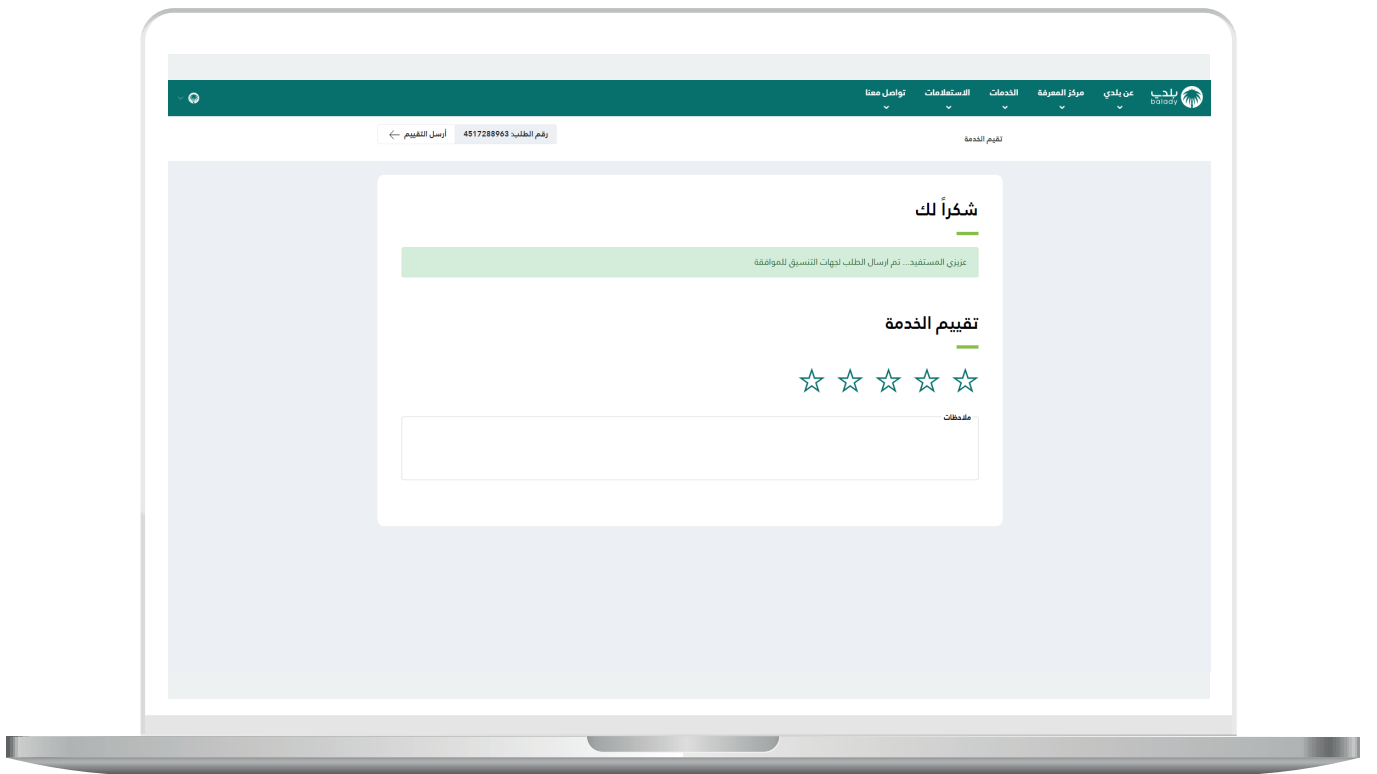 بلدي
balady
عن بلدي مركز المعرفة الخدمات الاستعلامات تواصل معنا
تقيم الخدمة
رقم الطلب: 4517288963 أرسل التقييم
شكراً لك
عزيزي المستفيد... تم ارسال الطلب لجهات التنسيق للموافقة
تقييم الخدمة
ملاحظات